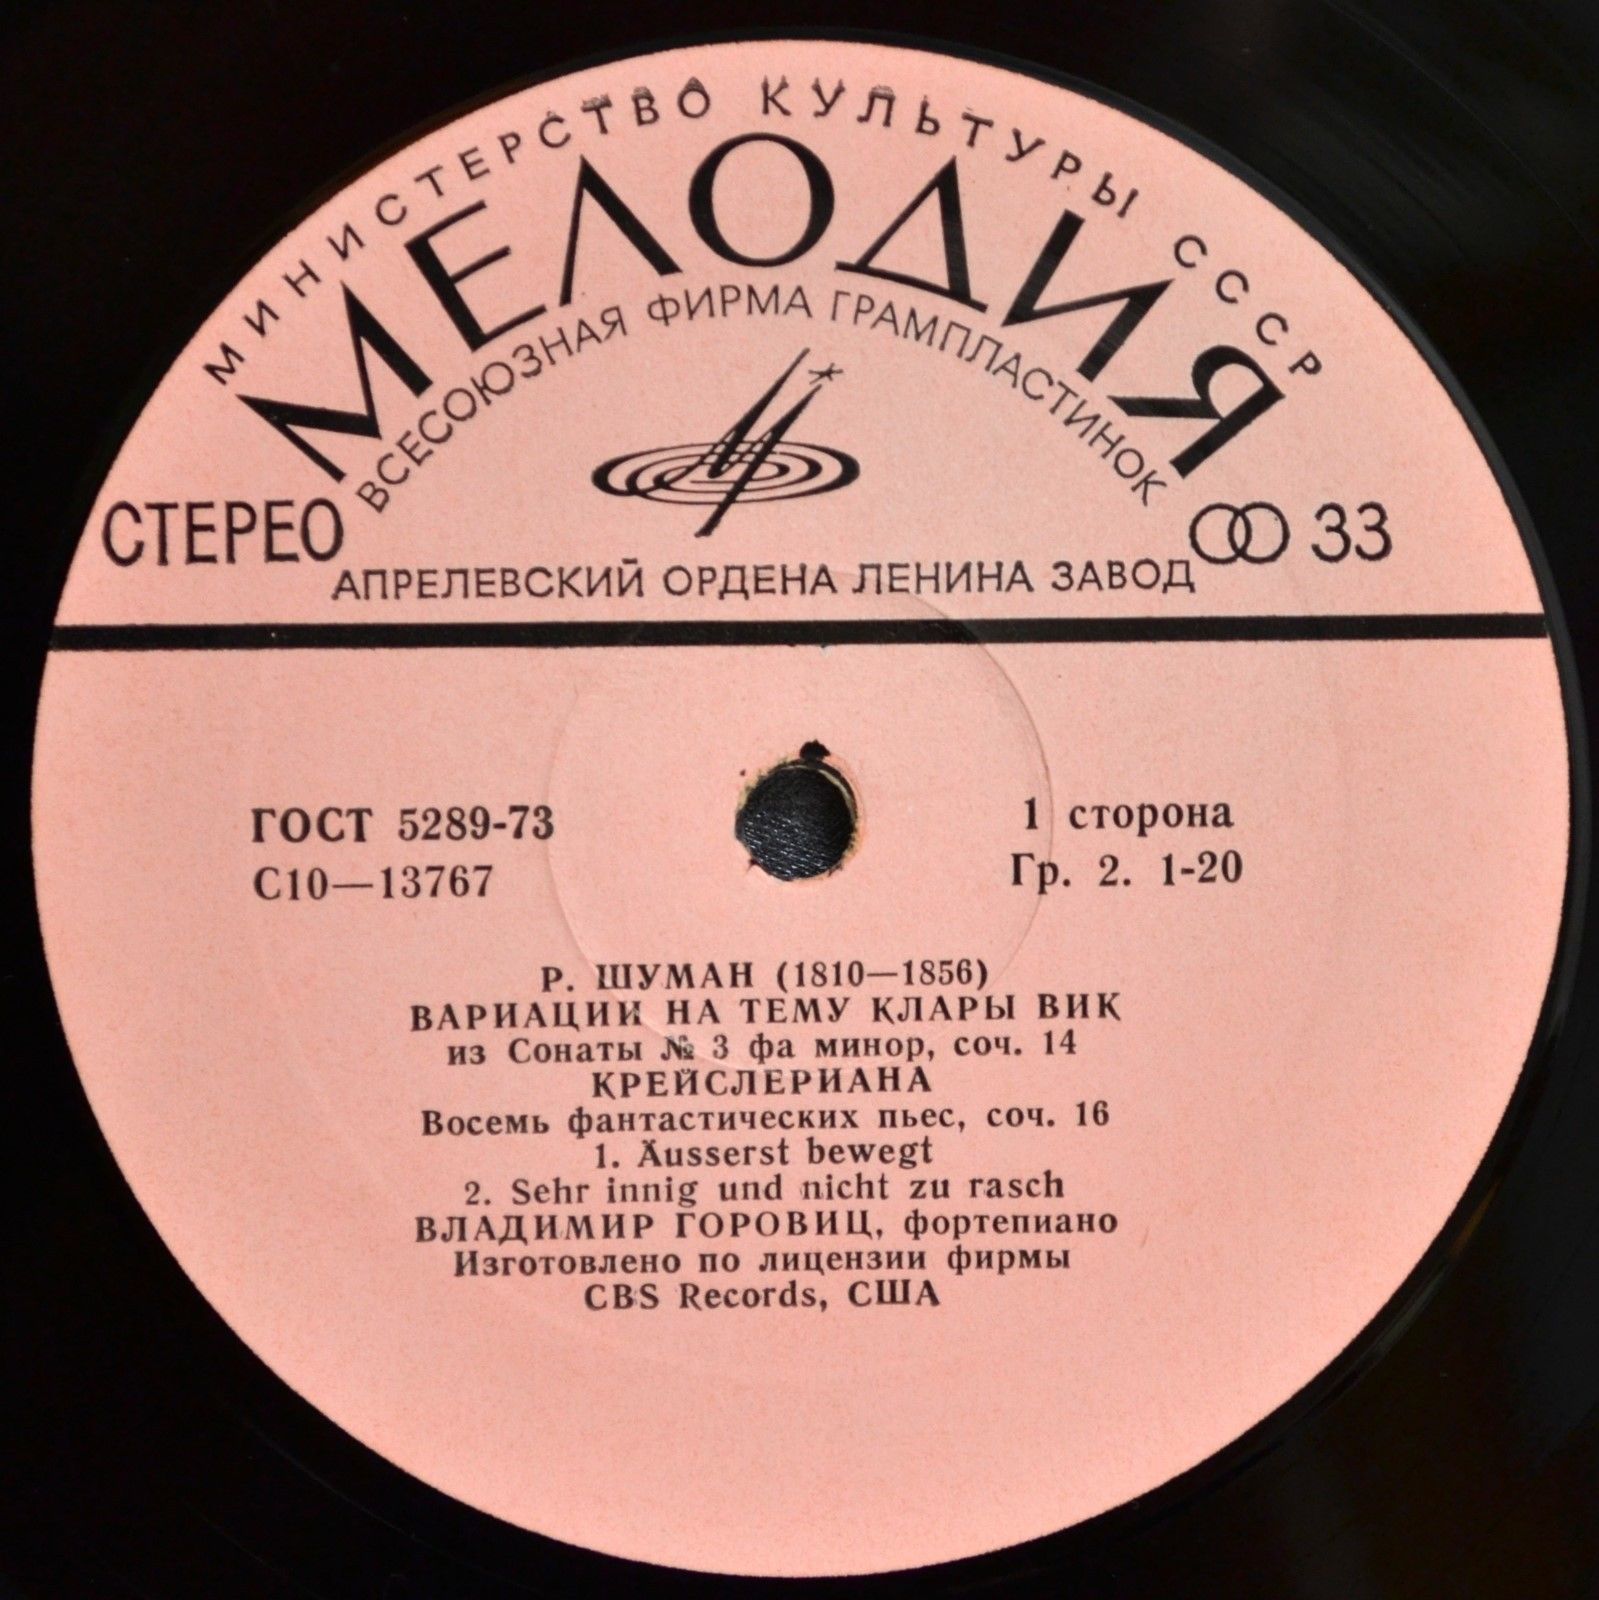 МИНИСТЕРСТВО КУЛЬТУРЫ СССР
МЕЛОДИЯ
ВСЕСОЮЗНАЯ ФИРМА ГРАМПЛАСТИНОК
СТЕРЕО
33
АПРЕЛЕВСКИЙ ОРДЕНА ЛЕНИНА ЗАВОД
ГОСТ 5289-73
С10—13767
1 сторона
Гр. 2. 1-20
Р. ШУМАН (1810—1856)
ВАРИАЦИИ НА ТЕМУ КЛАРЫ ВИК
из Сонаты № 3 фа минор, соч. 14
КРЕЙСЛЕРИАНА
Восемь фантастических пьес, соч. 16
1. Äusserst bewegt
2. Sehr innig und nicht zu rasch
ВЛАДИМИР ГОРОВИЦ, фортепиано
Изготовлено по лицензии фирмы
CBS Records, США